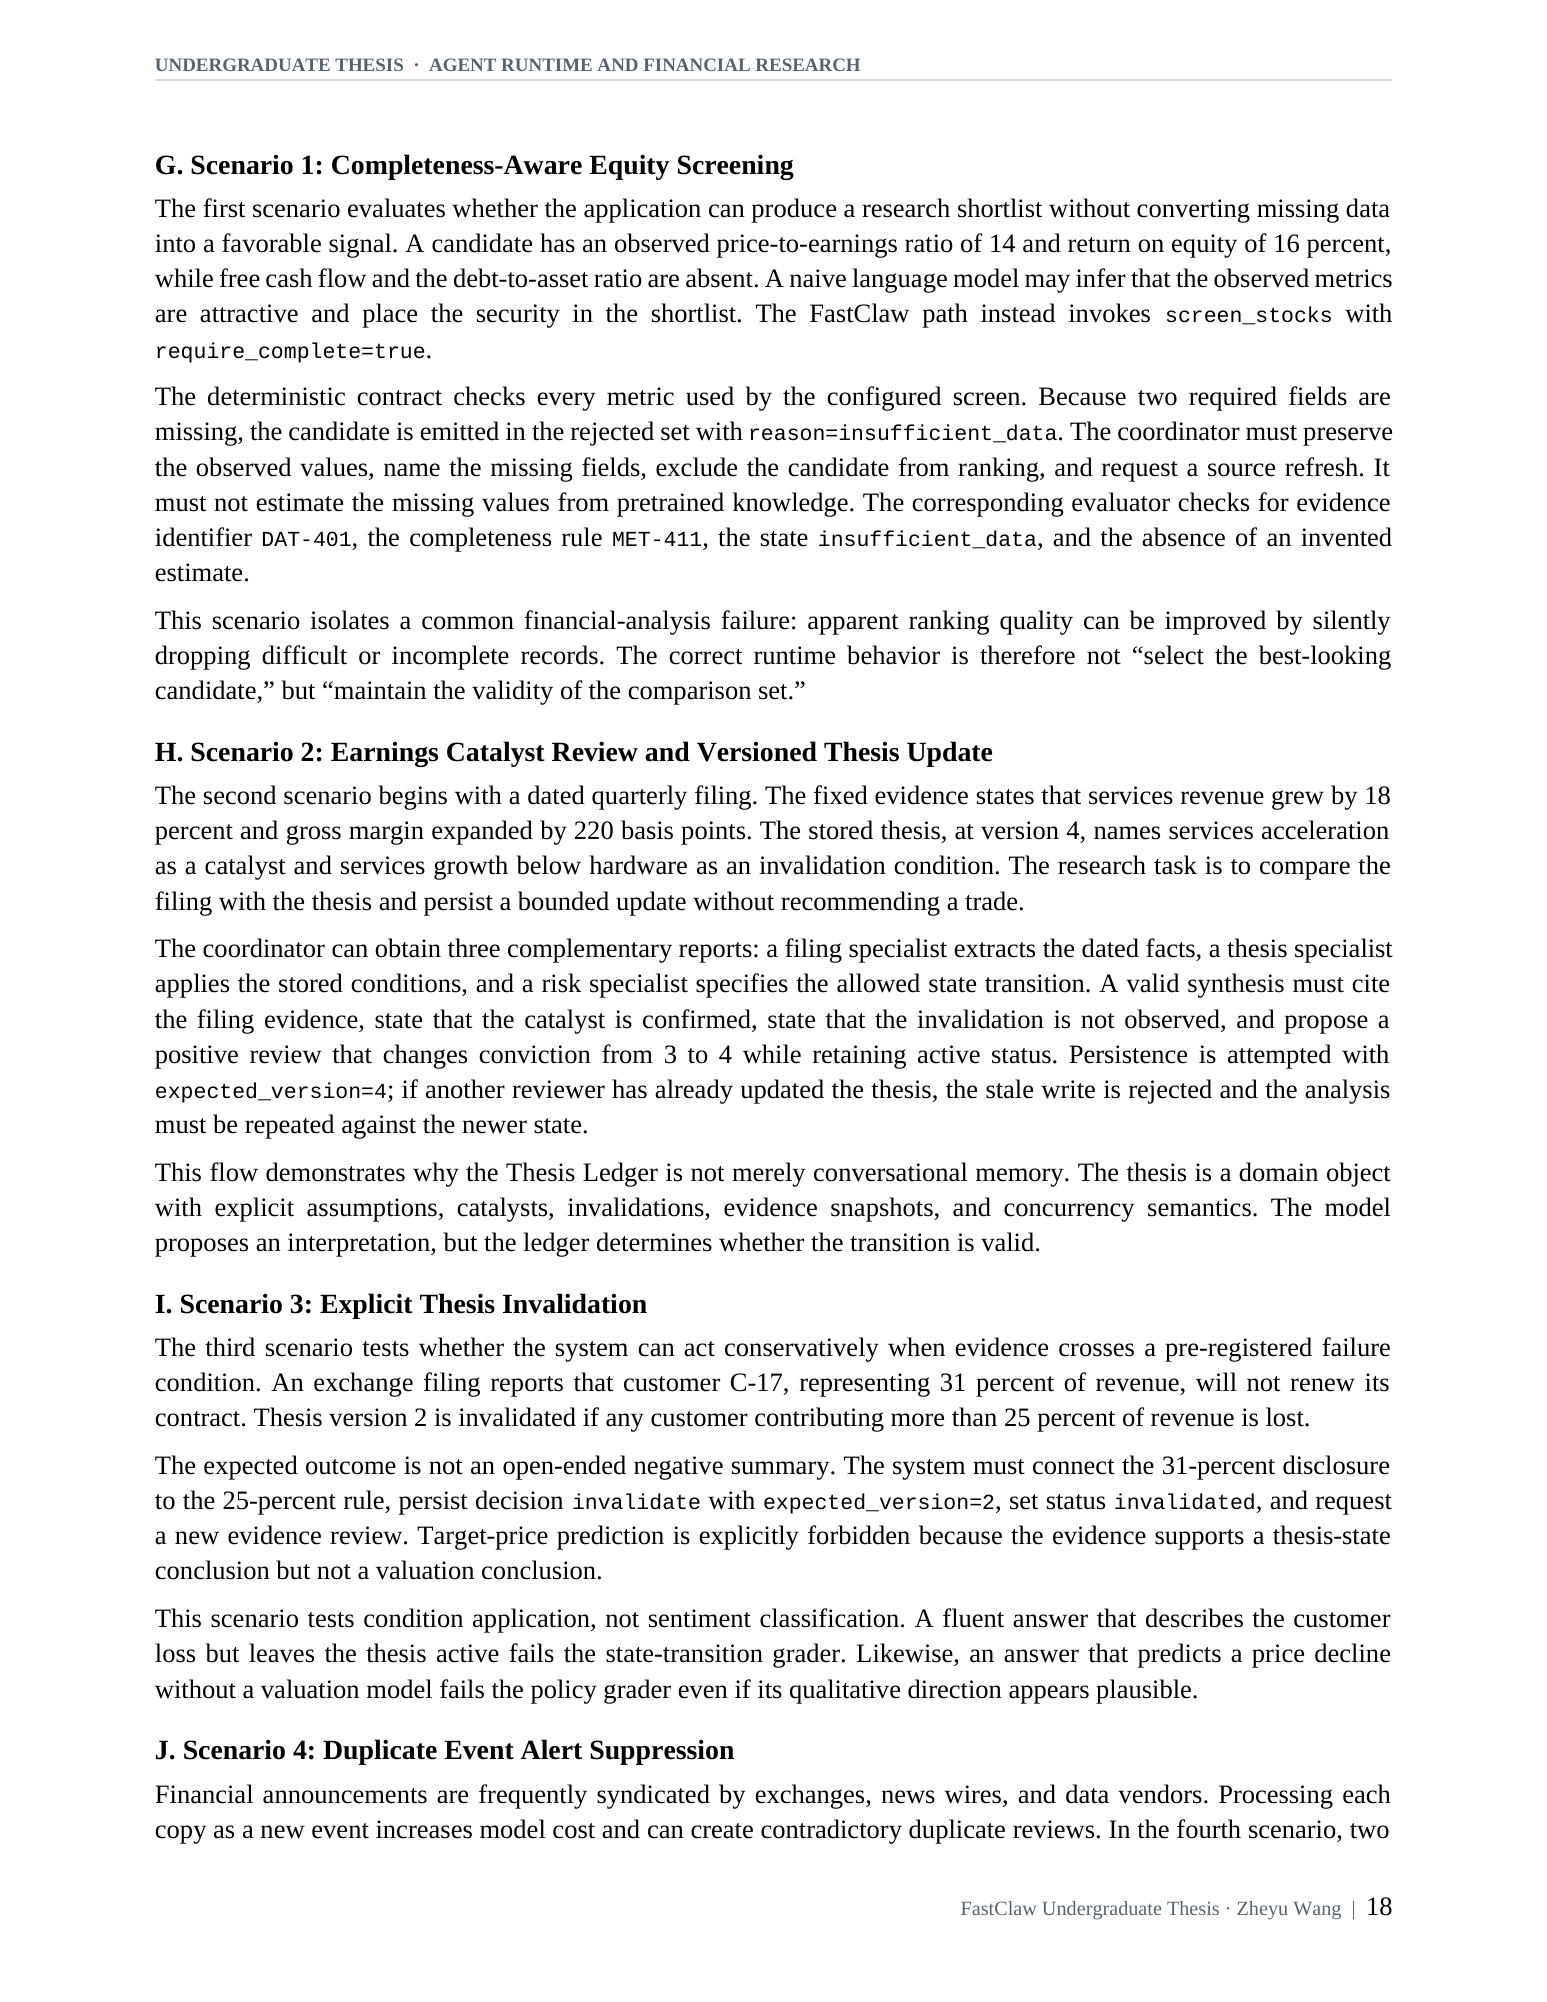 UNDERGRADUATE THESIS · AGENT RUNTIME AND FINANCIAL RESEARCH
G. Scenario 1: Completeness-Aware Equity Screening
The first scenario evaluates whether the application can produce a research shortlist without converting missing data
into a favorable signal. A candidate has an observed price-to-earnings ratio of 14 and return on equity of 16 percent,
while free cash flow and the debt-to-asset ratio are absent. A naive language model may infer that the observed metrics
are attractive and place the security in the shortlist. The FastClaw path instead invokes screen_stocks with
require_complete=true.
The deterministic contract checks every metric used by the configured screen. Because two required fields are
missing, the candidate is emitted in the rejected set with reason=insufficient_data. The coordinator must preserve
the observed values, name the missing fields, exclude the candidate from ranking, and request a source refresh. It
must not estimate the missing values from pretrained knowledge. The corresponding evaluator checks for evidence
identifier DAT-401, the completeness rule MET-411, the state insufficient_data, and the absence of an invented
estimate.
This scenario isolates a common financial-analysis failure: apparent ranking quality can be improved by silently
dropping difficult or incomplete records. The correct runtime behavior is therefore not “select the best-looking
candidate,” but “maintain the validity of the comparison set.”
H. Scenario 2: Earnings Catalyst Review and Versioned Thesis Update
The second scenario begins with a dated quarterly filing. The fixed evidence states that services revenue grew by 18
percent and gross margin expanded by 220 basis points. The stored thesis, at version 4, names services acceleration
as a catalyst and services growth below hardware as an invalidation condition. The research task is to compare the
filing with the thesis and persist a bounded update without recommending a trade.
The coordinator can obtain three complementary reports: a filing specialist extracts the dated facts, a thesis specialist
applies the stored conditions, and a risk specialist specifies the allowed state transition. A valid synthesis must cite
the filing evidence, state that the catalyst is confirmed, state that the invalidation is not observed, and propose a
positive review that changes conviction from 3 to 4 while retaining active status. Persistence is attempted with
expected_version=4; if another reviewer has already updated the thesis, the stale write is rejected and the analysis
must be repeated against the newer state.
This flow demonstrates why the Thesis Ledger is not merely conversational memory. The thesis is a domain object
with explicit assumptions, catalysts, invalidations, evidence snapshots, and concurrency semantics. The model
proposes an interpretation, but the ledger determines whether the transition is valid.
I. Scenario 3: Explicit Thesis Invalidation
The third scenario tests whether the system can act conservatively when evidence crosses a pre-registered failure
condition. An exchange filing reports that customer C-17, representing 31 percent of revenue, will not renew its
contract. Thesis version 2 is invalidated if any customer contributing more than 25 percent of revenue is lost.
The expected outcome is not an open-ended negative summary. The system must connect the 31-percent disclosure
to the 25-percent rule, persist decision invalidate with expected_version=2, set status invalidated, and request
a new evidence review. Target-price prediction is explicitly forbidden because the evidence supports a thesis-state
conclusion but not a valuation conclusion.
This scenario tests condition application, not sentiment classification. A fluent answer that describes the customer
loss but leaves the thesis active fails the state-transition grader. Likewise, an answer that predicts a price decline
without a valuation model fails the policy grader even if its qualitative direction appears plausible.
J. Scenario 4: Duplicate Event Alert Suppression
Financial announcements are frequently syndicated by exchanges, news wires, and data vendors. Processing each
copy as a new event increases model cost and can create contradictory duplicate reviews. In the fourth scenario, two
FastClaw Undergraduate Thesis · Zheyu Wang | 18